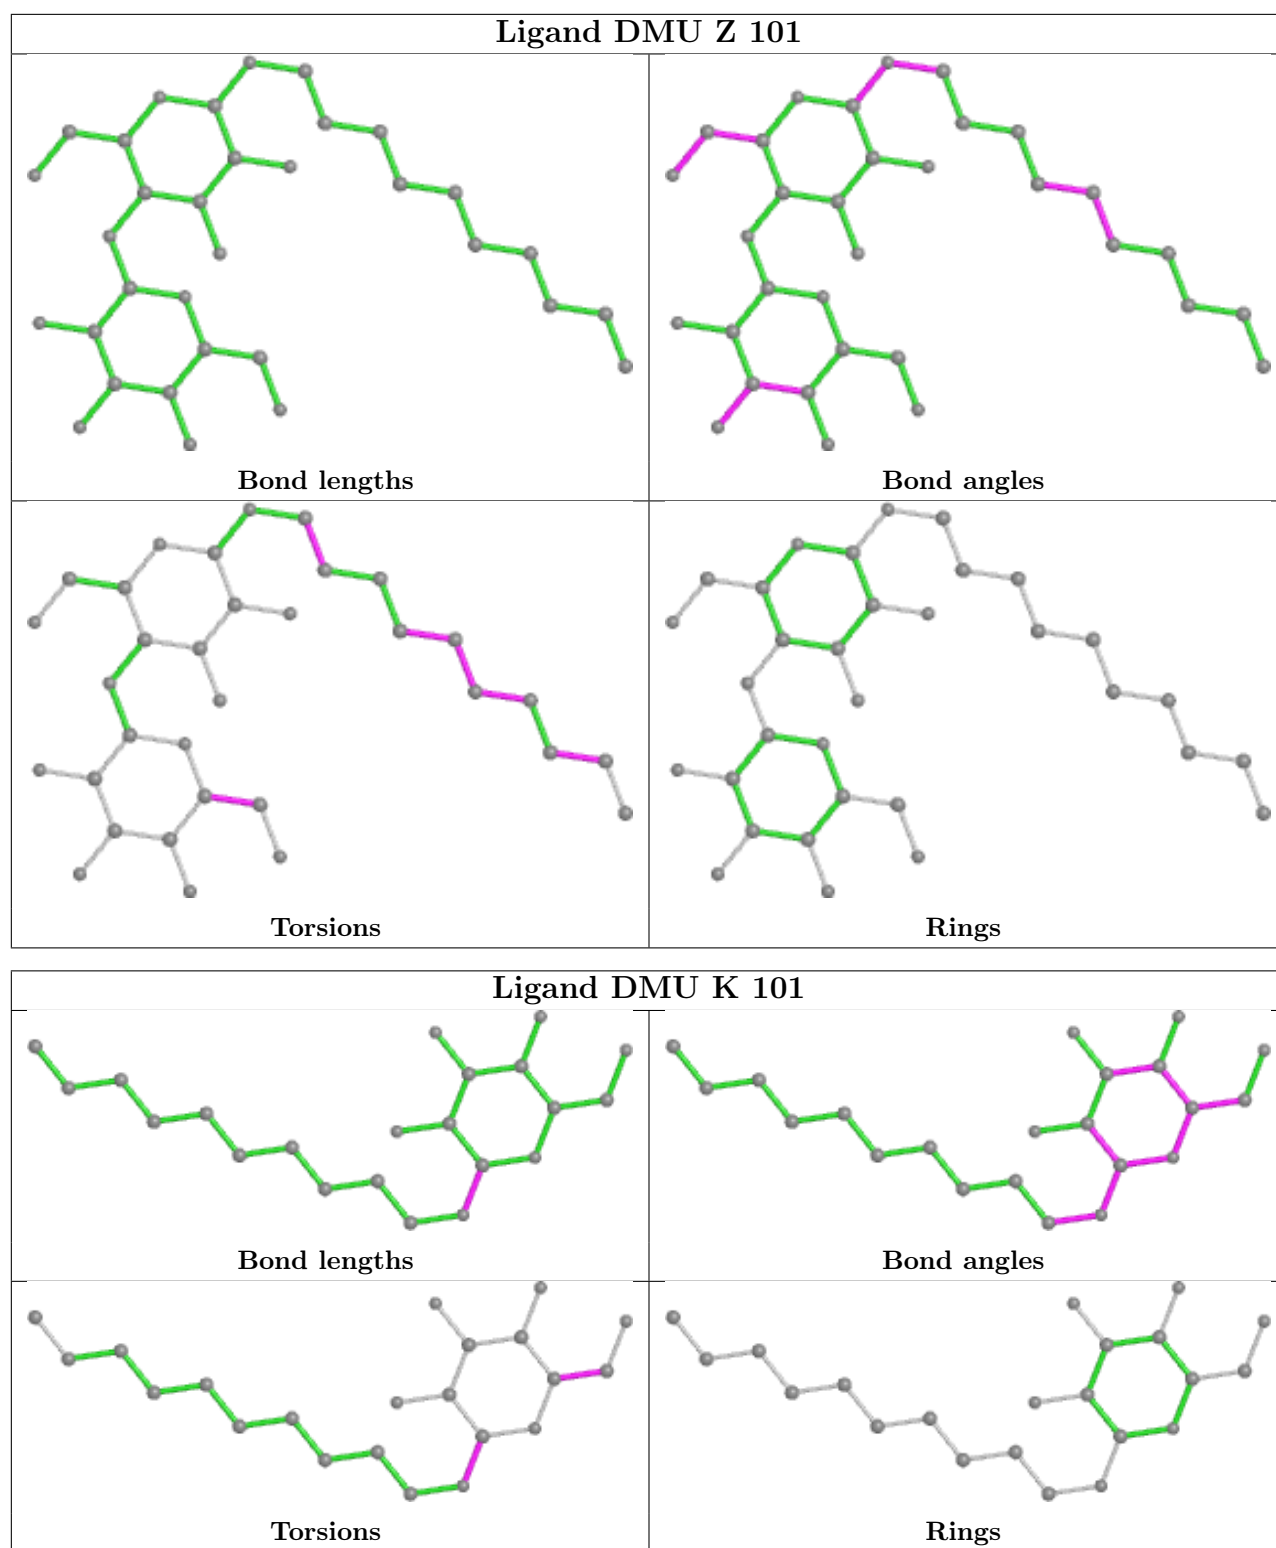 Ligand DMU Z 101
Bond lengths
Bond angles
Torsions
Rings
Ligand DMU K 101
Bond lengths
Bond angles
Torsions
Rings